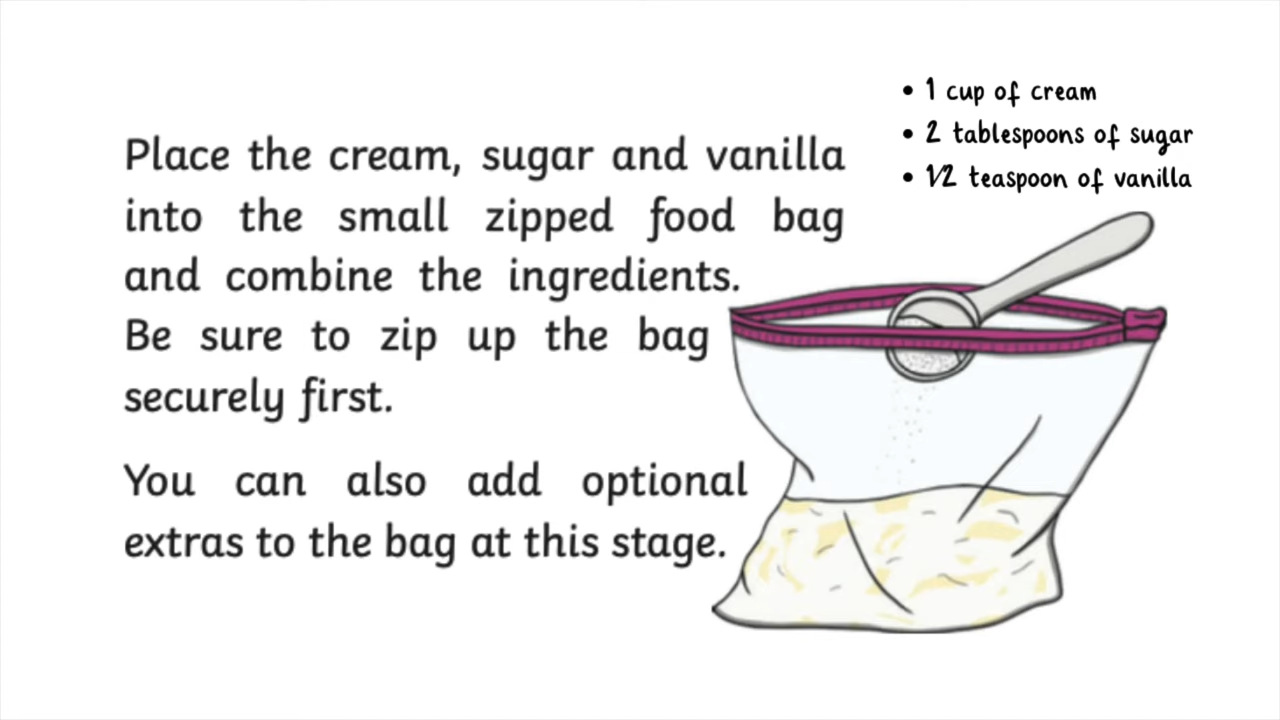 • 1 cup of cream
• 2 tablespoons of sugar
• 1/2 teaspoon of vanilla
Place the cream, sugar and vanilla
into the small zipped food bag
and combine the ingredients.
Be sure to zip up the bag
securely first.
You can also add optional
extras to the bag at this stage.